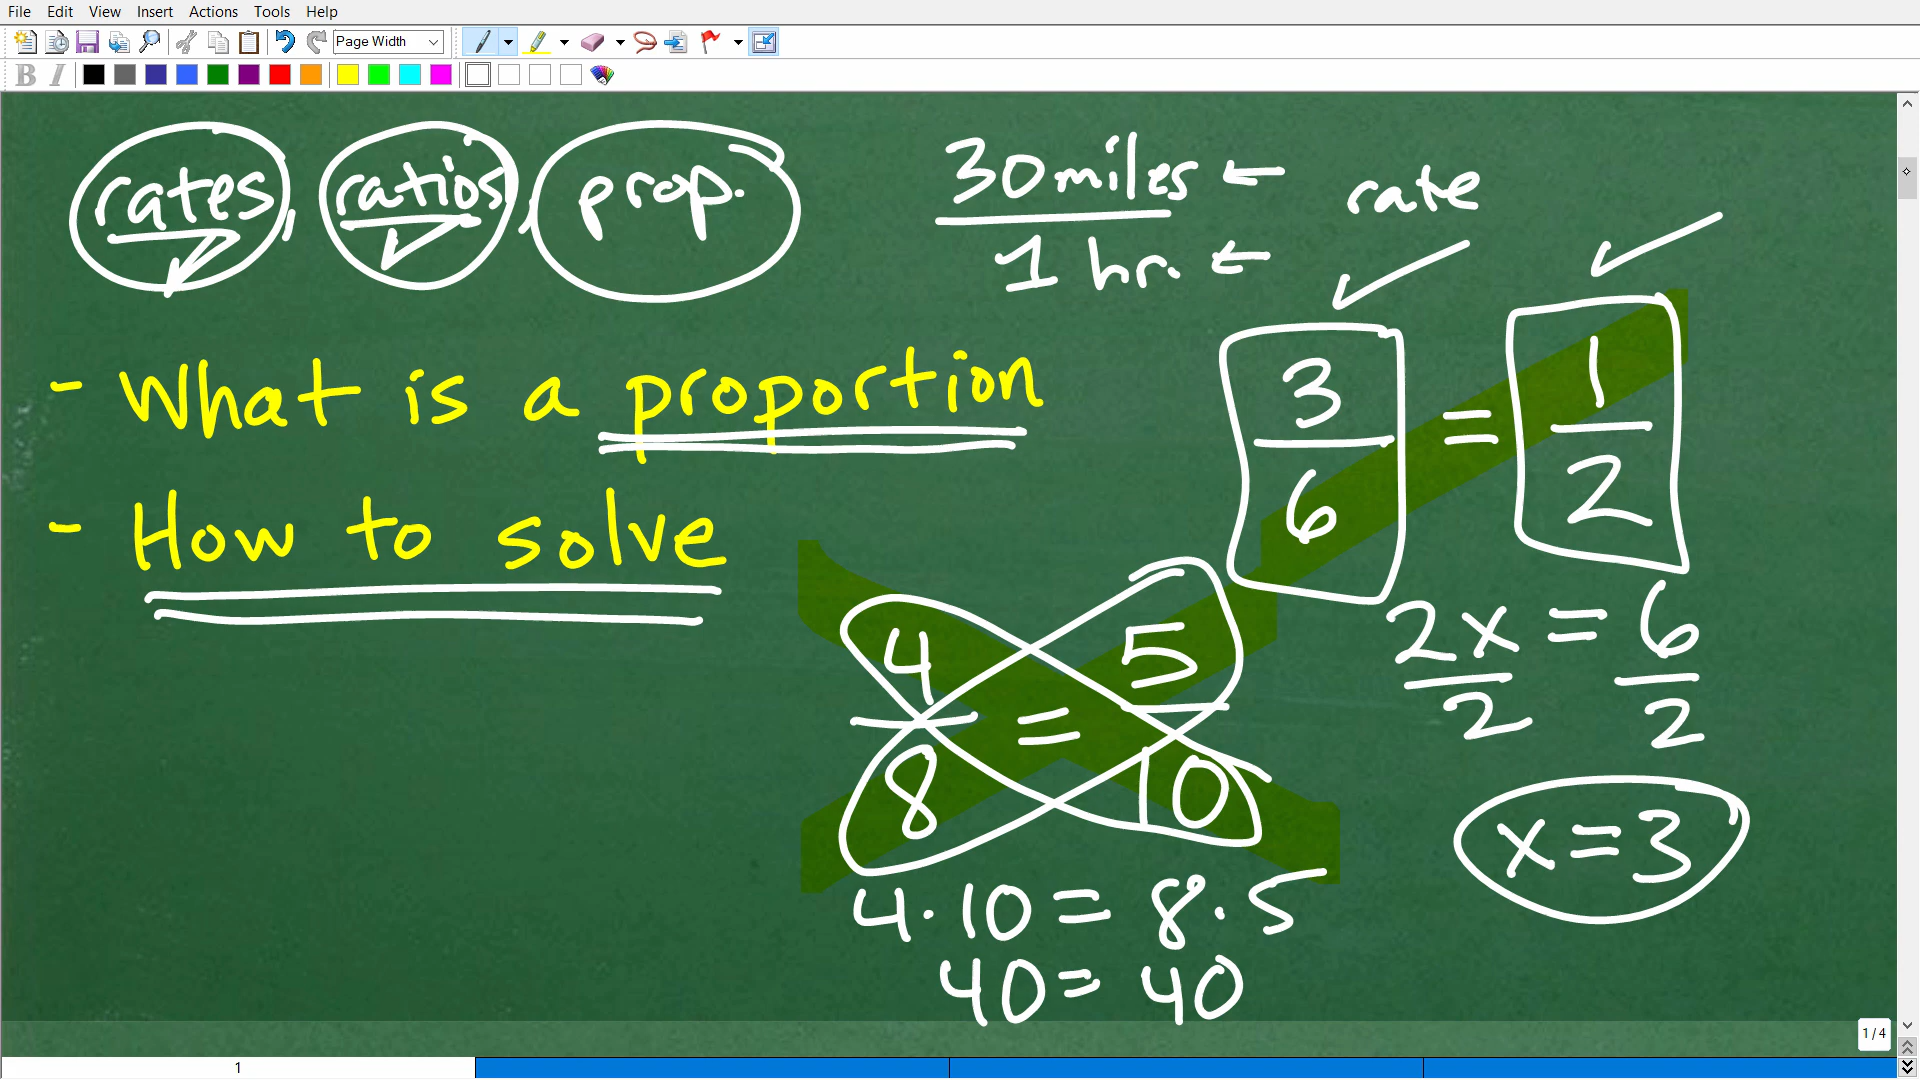 File Edit View Insert Actions Tools Help
Page Width
B I
rates, ratios, prop.
30 miles ← rate
1 hr. ←
- What is a proportion
- How to solve
3/6 = 1/2
4/8 = 5/10
4·10 = 8·5
40 = 40
2x/2 = 6/2
x = 3
1 / 4
1